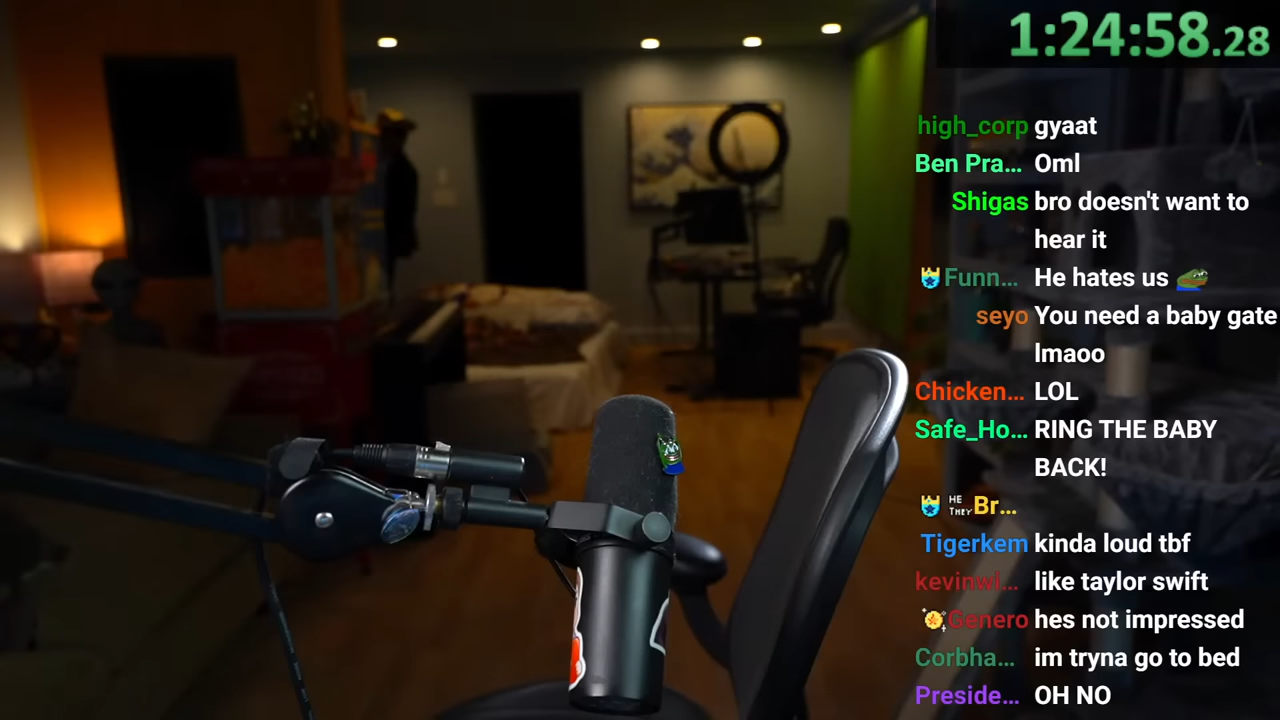 1:24:58.28
high_corp gyaat
Ben Pra... Oml
Shigas bro doesn't want to
hear it
Funn... He hates us
seyo You need a baby gate
lmaoo
Chicken... LOL
Safe_Ho... RING THE BABY
BACK!
HE
THEY Br...
Tigerkem kinda loud tbf
kevinwi... like taylor swift
Genero hes not impressed
Corbha... im tryna go to bed
Preside... OH NO